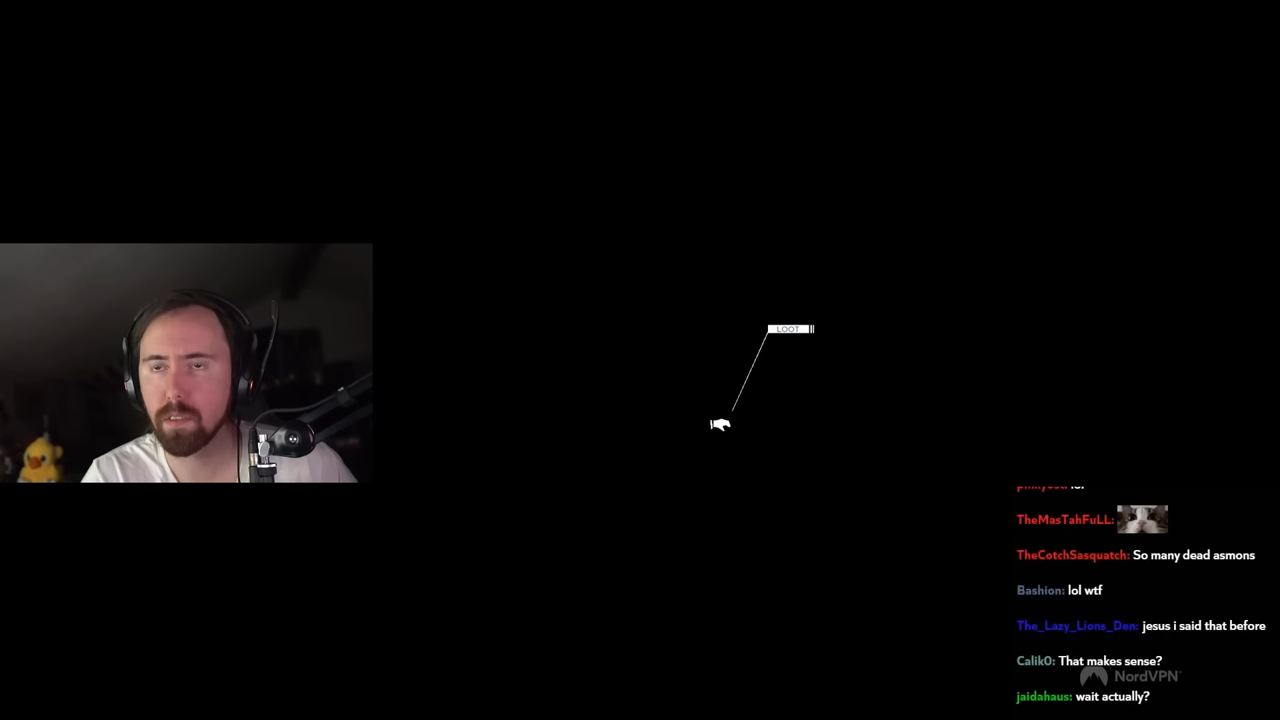 LOOT
TheMasTahFuLL:
TheCotchSasquatch: So many dead asmons
Bashion: lol wtf
The_Lazy_Lions_Den: jesus i said that before
CalikO: That makes sense?
NordVPN
jaidahaus: wait actually?